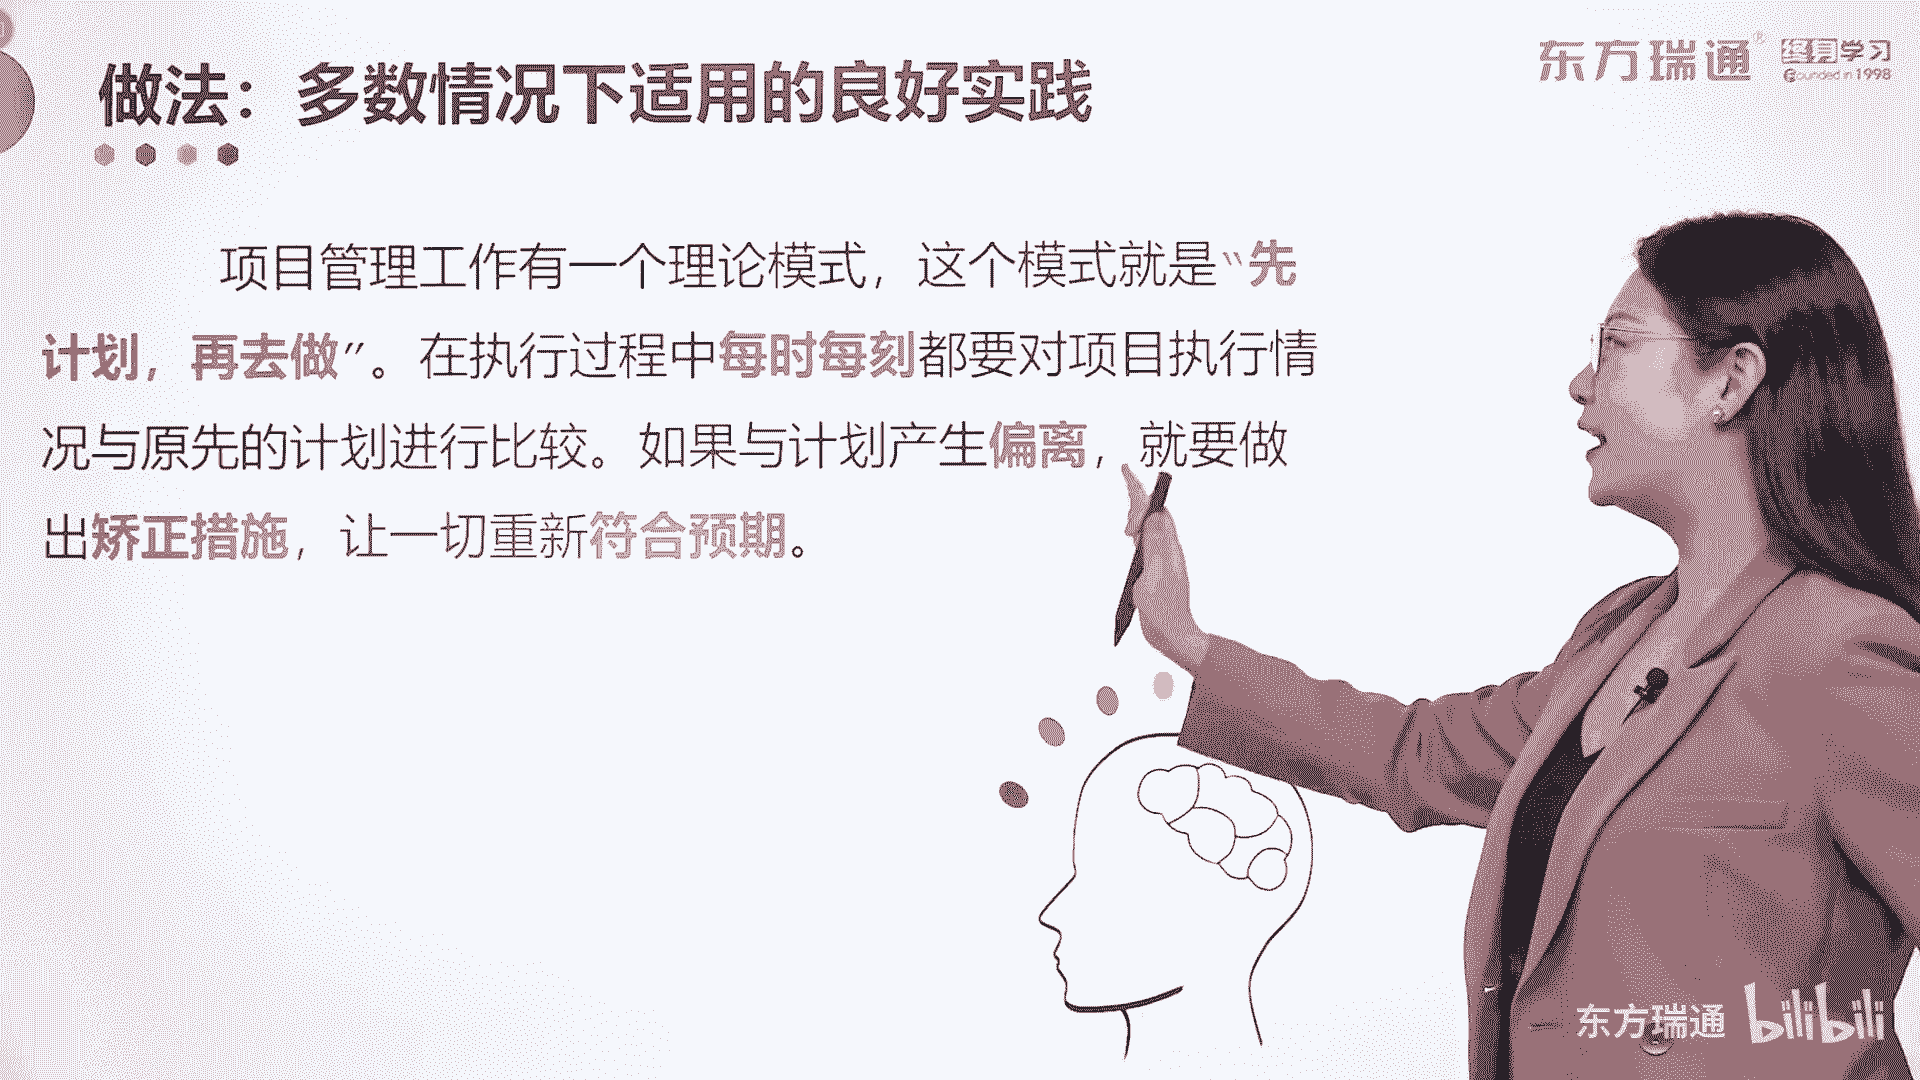 做法：多数情况下适用的良好实践
东方瑞通®
终身学习
Founded in 1998
项目管理工作有一个理论模式，这个模式就是“先
计划，再去做”。在执行过程中每时每刻都要对项目执行情
况与原先的计划进行比较。如果与计划产生偏离，就要做
出矫正措施，让一切重新符合预期。
东方瑞通 bilibili